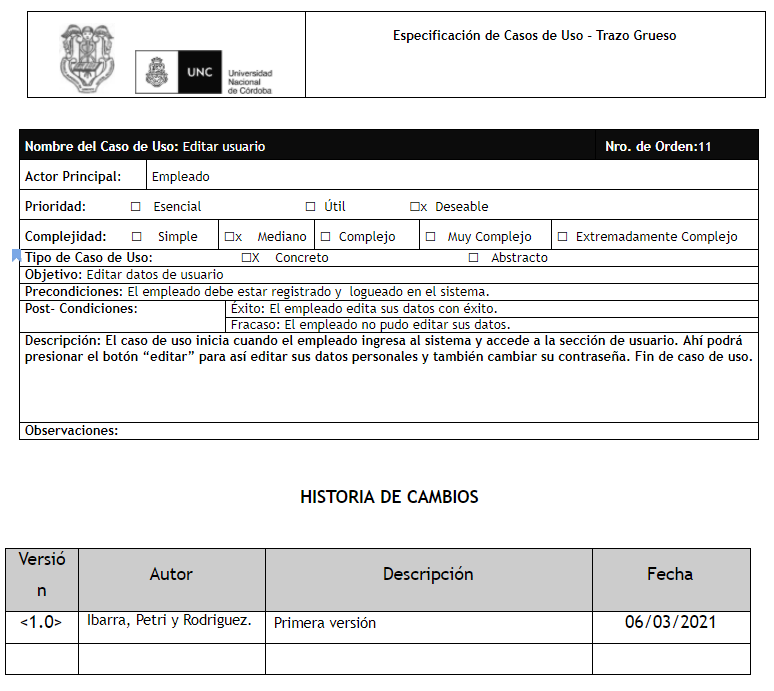 UNC
Universidad
Nacional
de Córdoba
Especificación de Casos de Uso - Trazo Grueso
Nombre del Caso de Uso: Editar usuario Nro. de Orden:11
Actor Principal: Empleado
Prioridad: ☐ Esencial ☐ Útil ☐x Deseable
Complejidad: ☐ Simple ☐x Mediano ☐ Complejo ☐ Muy Complejo ☐ Extremadamente Complejo
Tipo de Caso de Uso: ☐X Concreto ☐ Abstracto
Objetivo: Editar datos de usuario
Precondiciones: El empleado debe estar registrado y logueado en el sistema.
Post- Condiciones: Éxito: El empleado edita sus datos con éxito.
Fracaso: El empleado no pudo editar sus datos.
Descripción: El caso de uso inicia cuando el empleado ingresa al sistema y accede a la sección de usuario. Ahí podrá
presionar el botón “editar” para así editar sus datos personales y también cambiar su contraseña. Fin de caso de uso.
Observaciones:
HISTORIA DE CAMBIOS
Versió
n Autor Descripción Fecha
<1.0> Ibarra, Petri y Rodriguez. Primera versión 06/03/2021